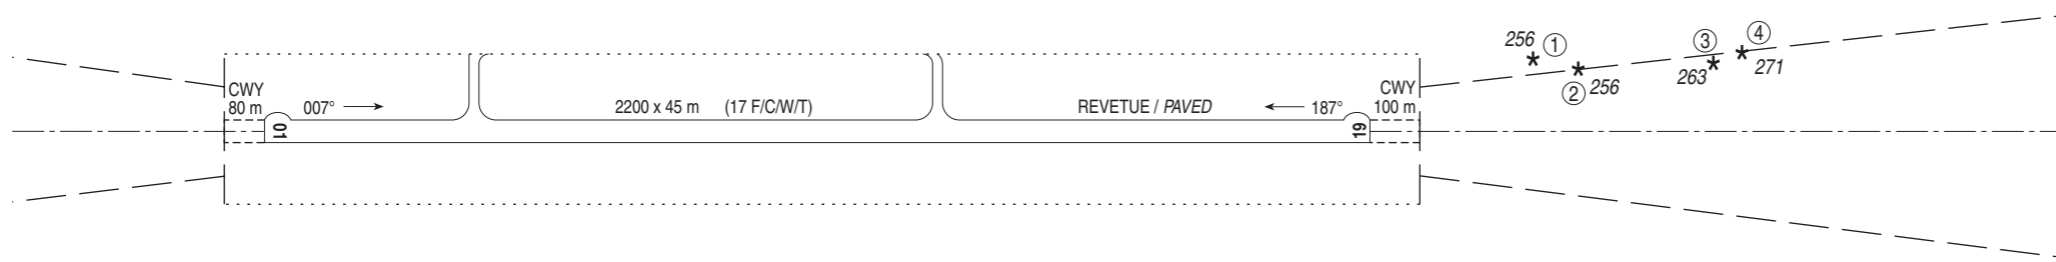 256 ① ③ ④
263 271
② 256
CWY
80 m 007° 2200 x 45 m (17 F/C/W/T) REVETUE / PAVED 187° CWY
100 m
01 19